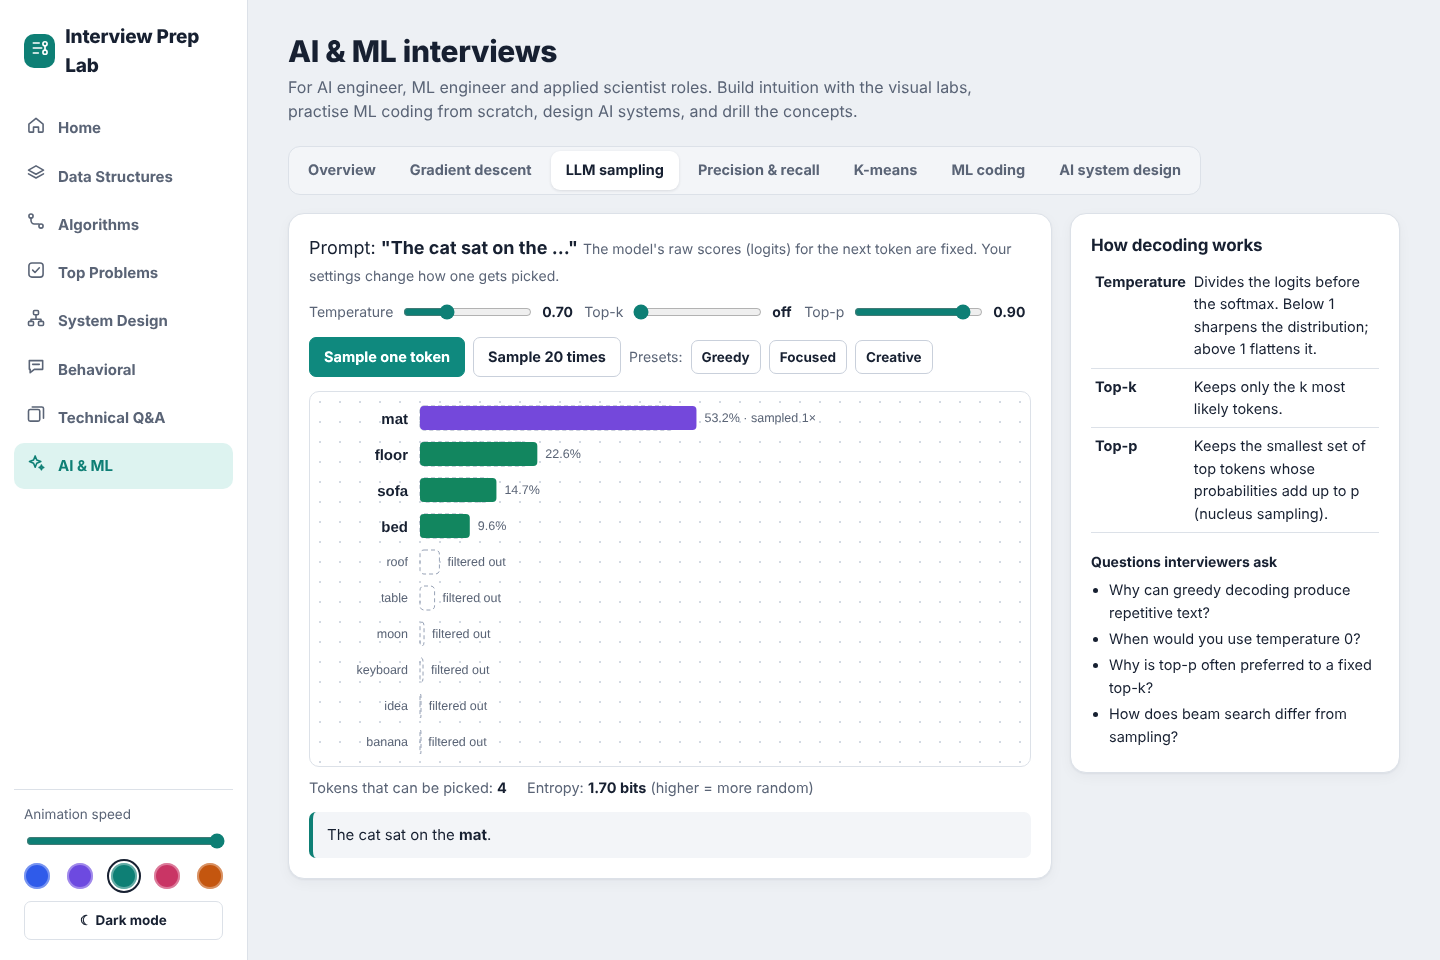 Interview Prep
Lab
Home
Data Structures
Algorithms
Top Problems
System Design
Behavioral
Technical Q&A
AI & ML
Animation speed
☾ Dark mode
AI & ML interviews
For AI engineer, ML engineer and applied scientist roles. Build intuition with the visual labs,
practise ML coding from scratch, design AI systems, and drill the concepts.
Overview Gradient descent LLM sampling Precision & recall K-means ML coding AI system design
Prompt: "The cat sat on the ..." The model's raw scores (logits) for the next token are fixed. Your
settings change how one gets picked.
Temperature 0.70 Top-k off Top-p 0.90
Sample one token Sample 20 times Presets: Greedy Focused Creative
mat 53.2% · sampled 1×
floor 22.6%
sofa 14.7%
bed 9.6%
roof filtered out
table filtered out
moon filtered out
keyboard filtered out
idea filtered out
banana filtered out
Tokens that can be picked: 4 Entropy: 1.70 bits (higher = more random)
The cat sat on the mat.
How decoding works
Temperature Divides the logits before
the softmax. Below 1
sharpens the distribution;
above 1 flattens it.
Top-k Keeps only the k most
likely tokens.
Top-p Keeps the smallest set of
top tokens whose
probabilities add up to p
(nucleus sampling).
Questions interviewers ask
• Why can greedy decoding produce
repetitive text?
• When would you use temperature 0?
• Why is top-p often preferred to a fixed
top-k?
• How does beam search differ from
sampling?